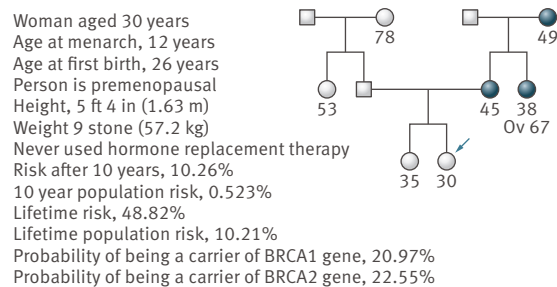 Woman aged 30 years
Age at menarch, 12 years
Age at first birth, 26 years
Person is premenopausal
Height, 5 ft 4 in (1.63 m)
Weight 9 stone (57.2 kg)
Never used hormone replacement therapy
Risk after 10 years, 10.26%
10 year population risk, 0.523%
Lifetime risk, 48.82%
Lifetime population risk, 10.21%
Probability of being a carrier of BRCA1 gene, 20.97%
Probability of being a carrier of BRCA2 gene, 22.55%
78
49
53
45
38
Ov 67
35
30